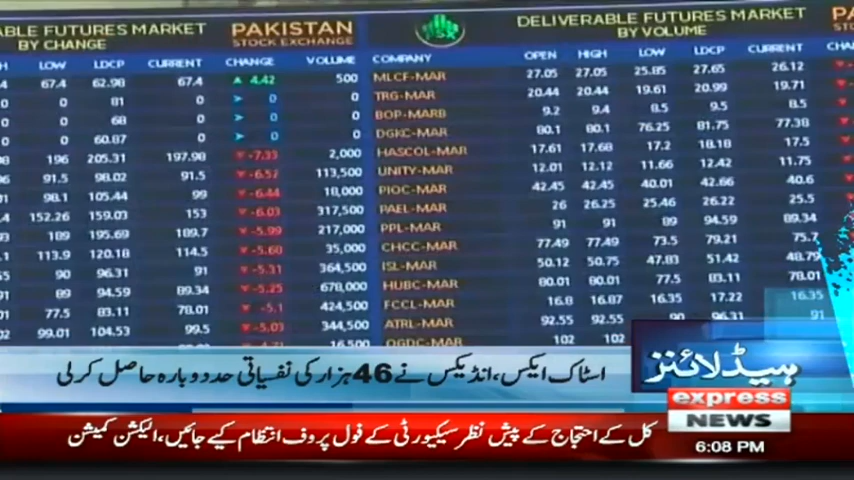 ABLE FUTURES MARKET PAKISTAN DELIVERABLE FUTURES MARKET
BY CHANGE STOCK EXCHANGE BY VOLUME
LOW LDCP CURRENT CHANGE VOLUME COMPANY OPEN HIGH LOW LDCP CURRENT
67.4 62.98 67.4 ▲ 4.42 500 MLCF-MAR 27.05 27.05 25.85 27.65 26.12
0 81 0 ➤ 0 0 TRG-MAR 20.44 20.44 19.61 20.99 19.71
0 68 0 ➤ 0 0 BOP-MARB 9.2 9.4 8.5 9.5 8.5
0 60.87 0 ➤ 0 0 DGKC-MAR 80.1 80.1 76.25 81.75 77.38
196 205.31 197.98 ▼ -7.33 2,000 HASCOL-MAR 17.61 17.68 17.2 18.18 17.5
91.5 98.02 91.5 ▼ -6.52 113,500 UNITY-MAR 12.01 12.12 11.66 12.42 11.75
98.1 105.44 99 ▼ -6.44 18,000 PIOC-MAR 42.45 42.45 40.01 42.66 40.6
152.26 159.03 153 ▼ -6.03 317,500 PAEL-MAR 26 26.25 25.46 26.22 25.5
189 195.69 189.7 ▼ -5.99 217,000 PPL-MAR 91 91 89 94.59 89.34
113.9 120.18 114.5 ▼ -5.68 35,000 CHCC-MAR 77.49 77.49 73.5 79.21 75.7
90 96.31 91 ▼ -5.31 364,500 ISL-MAR 50.12 50.75 47.83 51.42 48.79
89 94.59 89.34 ▼ -5.25 678,000 HUBC-MAR 80.01 80.01 77.5 83.11 78.01
77.5 83.11 78.01 ▼ -5.1 424,500 FCCL-MAR 16.8 16.87 16.35 17.22 16.35
99.01 104.53 99.5 ▼ -5.03 344,500 ATRL-MAR 92.55 92.55 90 96.31 91
16,500 OGDC-MAR 102 102
ہیڈلائنز
اسٹاک ایکس، انڈیکس نے 46 ہزار کی نفسیاتی حد دوبارہ حاصل کرلی
express
NEWS
6:08 PM
کل کے احتجاج کے پیش نظر سیکیورٹی کے فول پروف انتظام کیے جائیں، الیکشن کمیشن